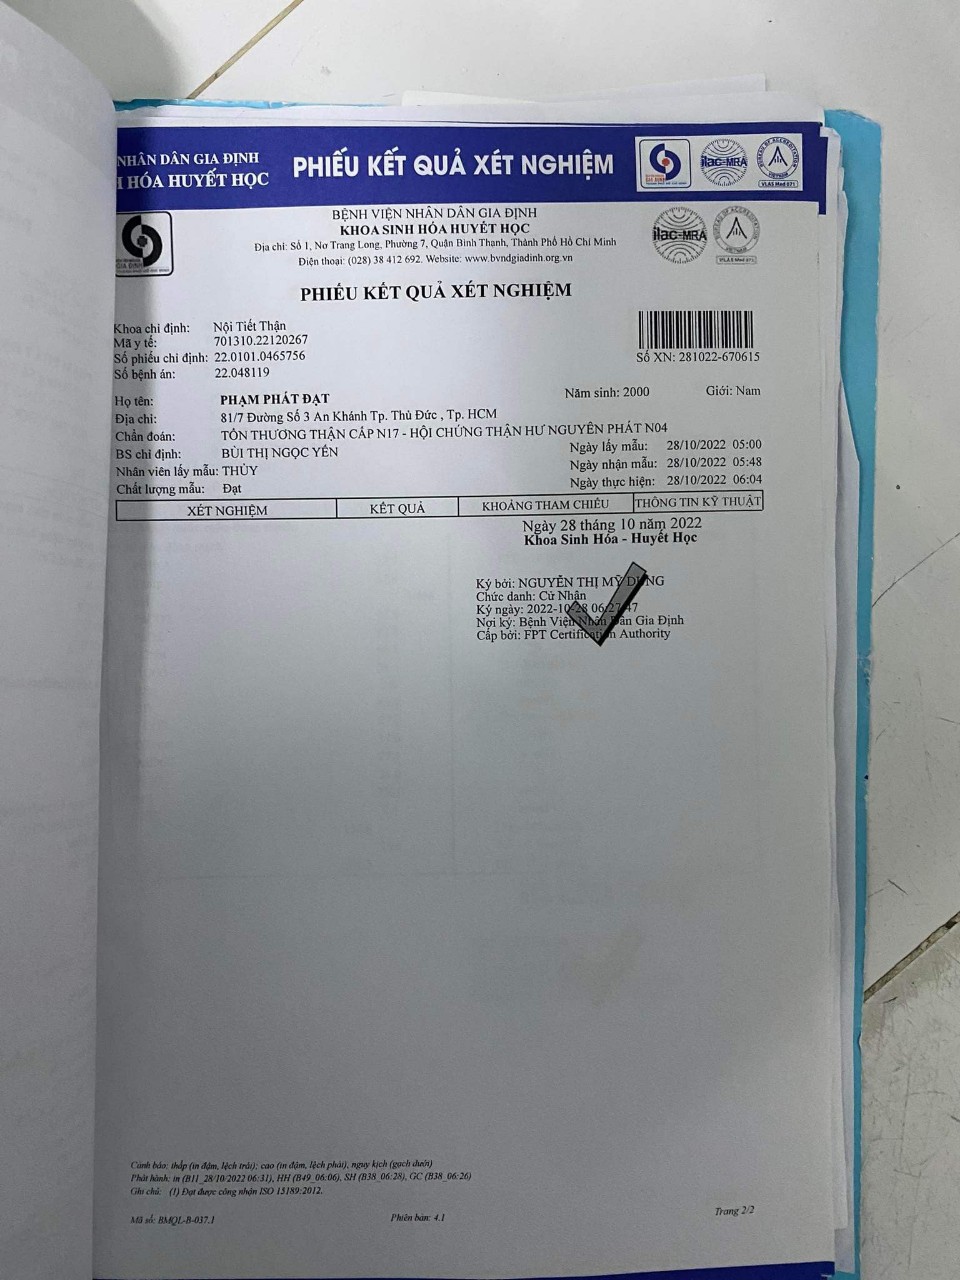 NHÂN DÂN GIA ĐỊNH
HÓA HUYẾT HỌC
PHIẾU KẾT QUẢ XÉT NGHIỆM
ilac-MRA
BUREAU OF ACCREDITATION
VIETNAM
VILAS Med 071
BỆNH VIỆN NHÂN DÂN GIA ĐỊNH
KHOA SINH HÓA HUYẾT HỌC
Địa chỉ: Số 1, Nơ Trang Long, Phường 7, Quận Bình Thạnh, Thành Phố Hồ Chí Minh
Điện thoại: (028) 38 412 692. Website: www.bvndgiadinh.org.vn
ilac-MRA
PHIẾU KẾT QUẢ XÉT NGHIỆM
Khoa chỉ định: Nội Tiết Thận
Mã y tế: 701310.22120267
Số phiếu chỉ định: 22.0101.0465756
Số XN: 281022-670615
Số bệnh án: 22.048119
Họ tên: PHẠM PHÁT ĐẠT Năm sinh: 2000 Giới: Nam
Địa chỉ: 81/7 Đường Số 3 An Khánh Tp. Thủ Đức , Tp. HCM
Chẩn đoán: TỔN THƯƠNG THẬN CẤP N17 - HỘI CHỨNG THẬN HƯ NGUYÊN PHÁT N04
BS chỉ định: BÙI THỊ NGỌC YẾN Ngày lấy mẫu: 28/10/2022 05:00
Nhân viên lấy mẫu: THỦY Ngày nhận mẫu: 28/10/2022 05:48
Chất lượng mẫu: Đạt Ngày thực hiện: 28/10/2022 06:04
XÉT NGHIỆM KẾT QUẢ KHOẢNG THAM CHIẾU THÔNG TIN KỸ THUẬT
Ngày 28 tháng 10 năm 2022
Khoa Sinh Hóa - Huyết Học
Ký bởi: NGUYỄN THỊ MỸ DUNG
Chức danh: Cử Nhân
Ký ngày: 2022-10-28 06:27:47
Nơi ký: Bệnh Viện Nhân Dân Gia Định
Cấp bởi: FPT Certification Authority
Cảnh báo: thấp (in đậm, lệch trái); cao (in đậm, lệch phải), nguy kịch (gạch dưới)
Phát hành: in (B11_28/10/2022 06:31), HH (B49_06:06), SH (B38_06:28), GC (B38_06:26)
Ghi chú: (1) Đạt được công nhận ISO 15189:2012.
Mã số: BMQL-B-037.1 Phiên bản: 4.1 Trang 2/2